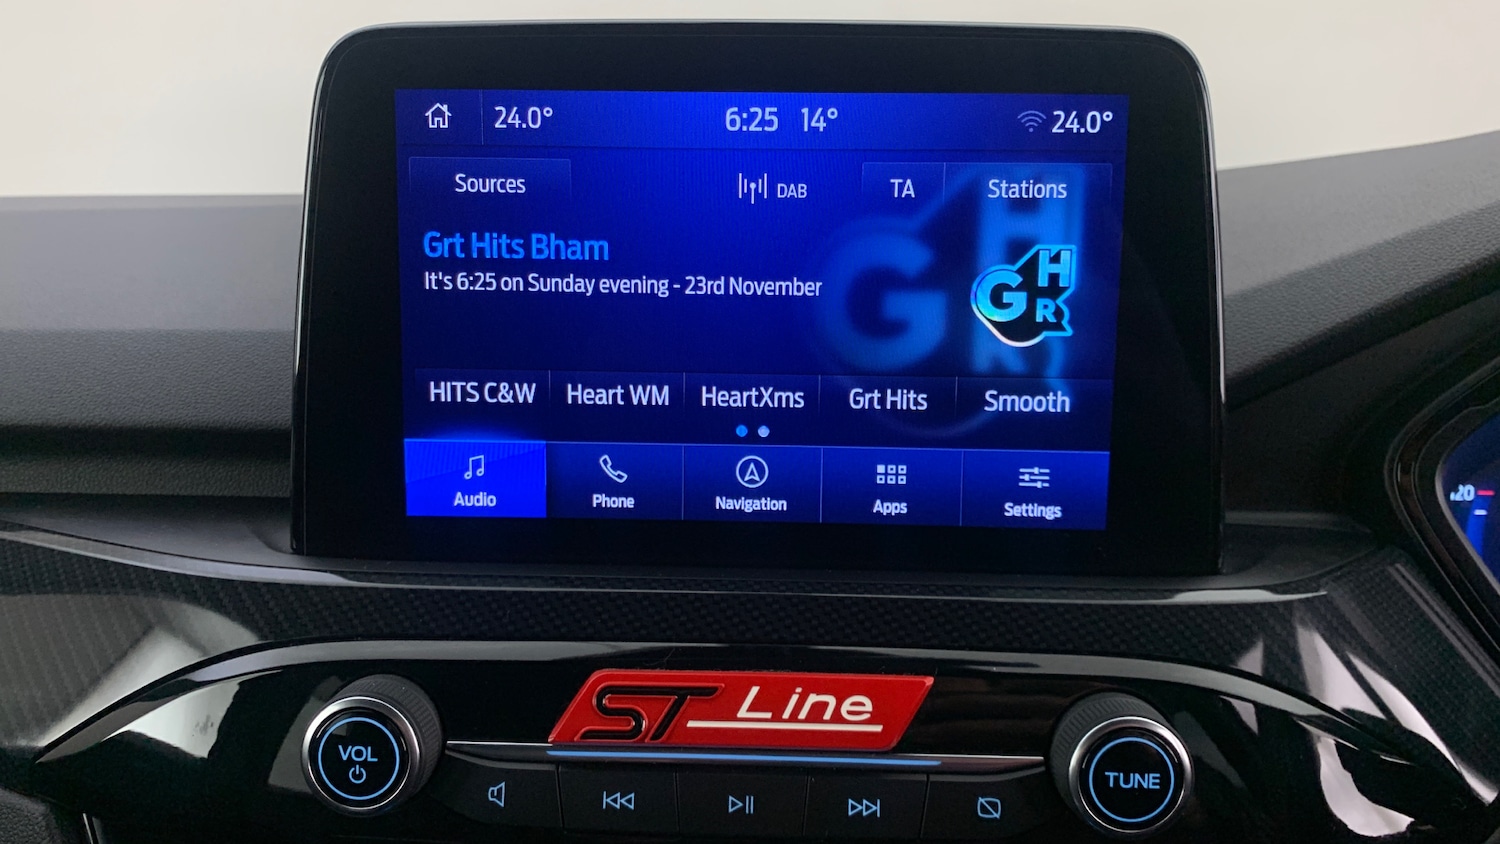 24.0° 6:25 14° 24.0°
Sources DAB TA Stations
Grt Hits Bham
It's 6:25 on Sunday evening - 23rd November
GHR
HITS C&W Heart WM HeartXms Grt Hits Smooth
Audio Phone Navigation Apps Settings
ST Line
VOL TUNE
20